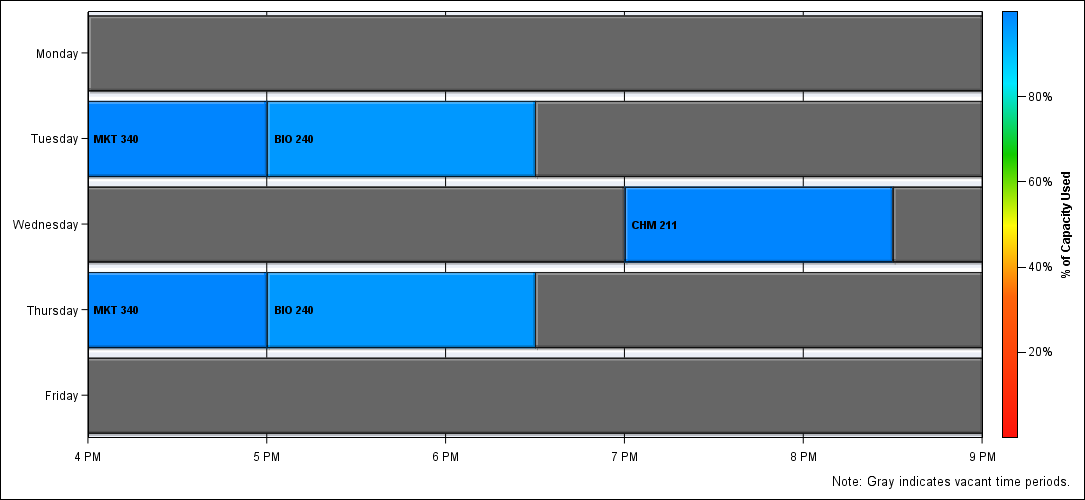 Monday
Tuesday
MKT 340
BIO 240
Wednesday
CHM 211
Thursday
MKT 340
BIO 240
Friday
4 PM
5 PM
6 PM
7 PM
8 PM
9 PM
80%
60%
40%
20%
% of Capacity Used
Note: Gray indicates vacant time periods.